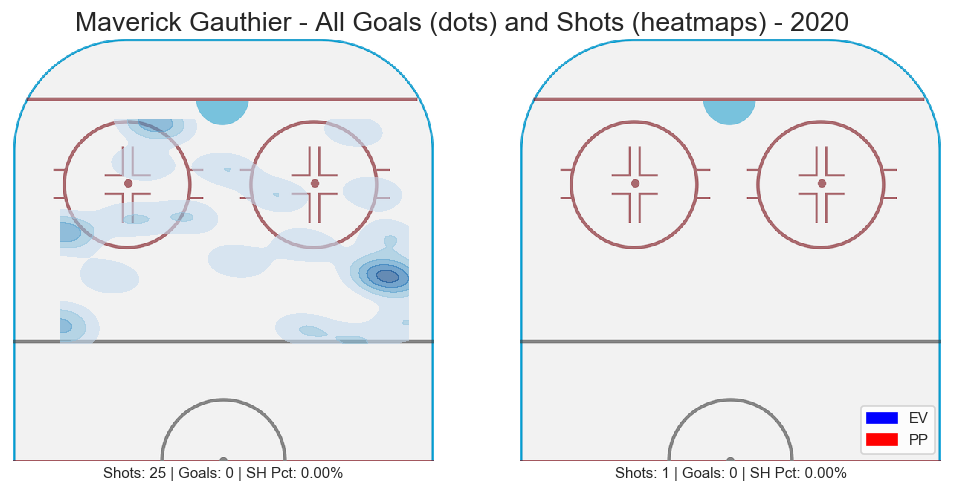 Maverick Gauthier - All Goals (dots) and Shots (heatmaps) - 2020
EV
PP
Shots: 25 | Goals: 0 | SH Pct: 0.00%
Shots: 1 | Goals: 0 | SH Pct: 0.00%